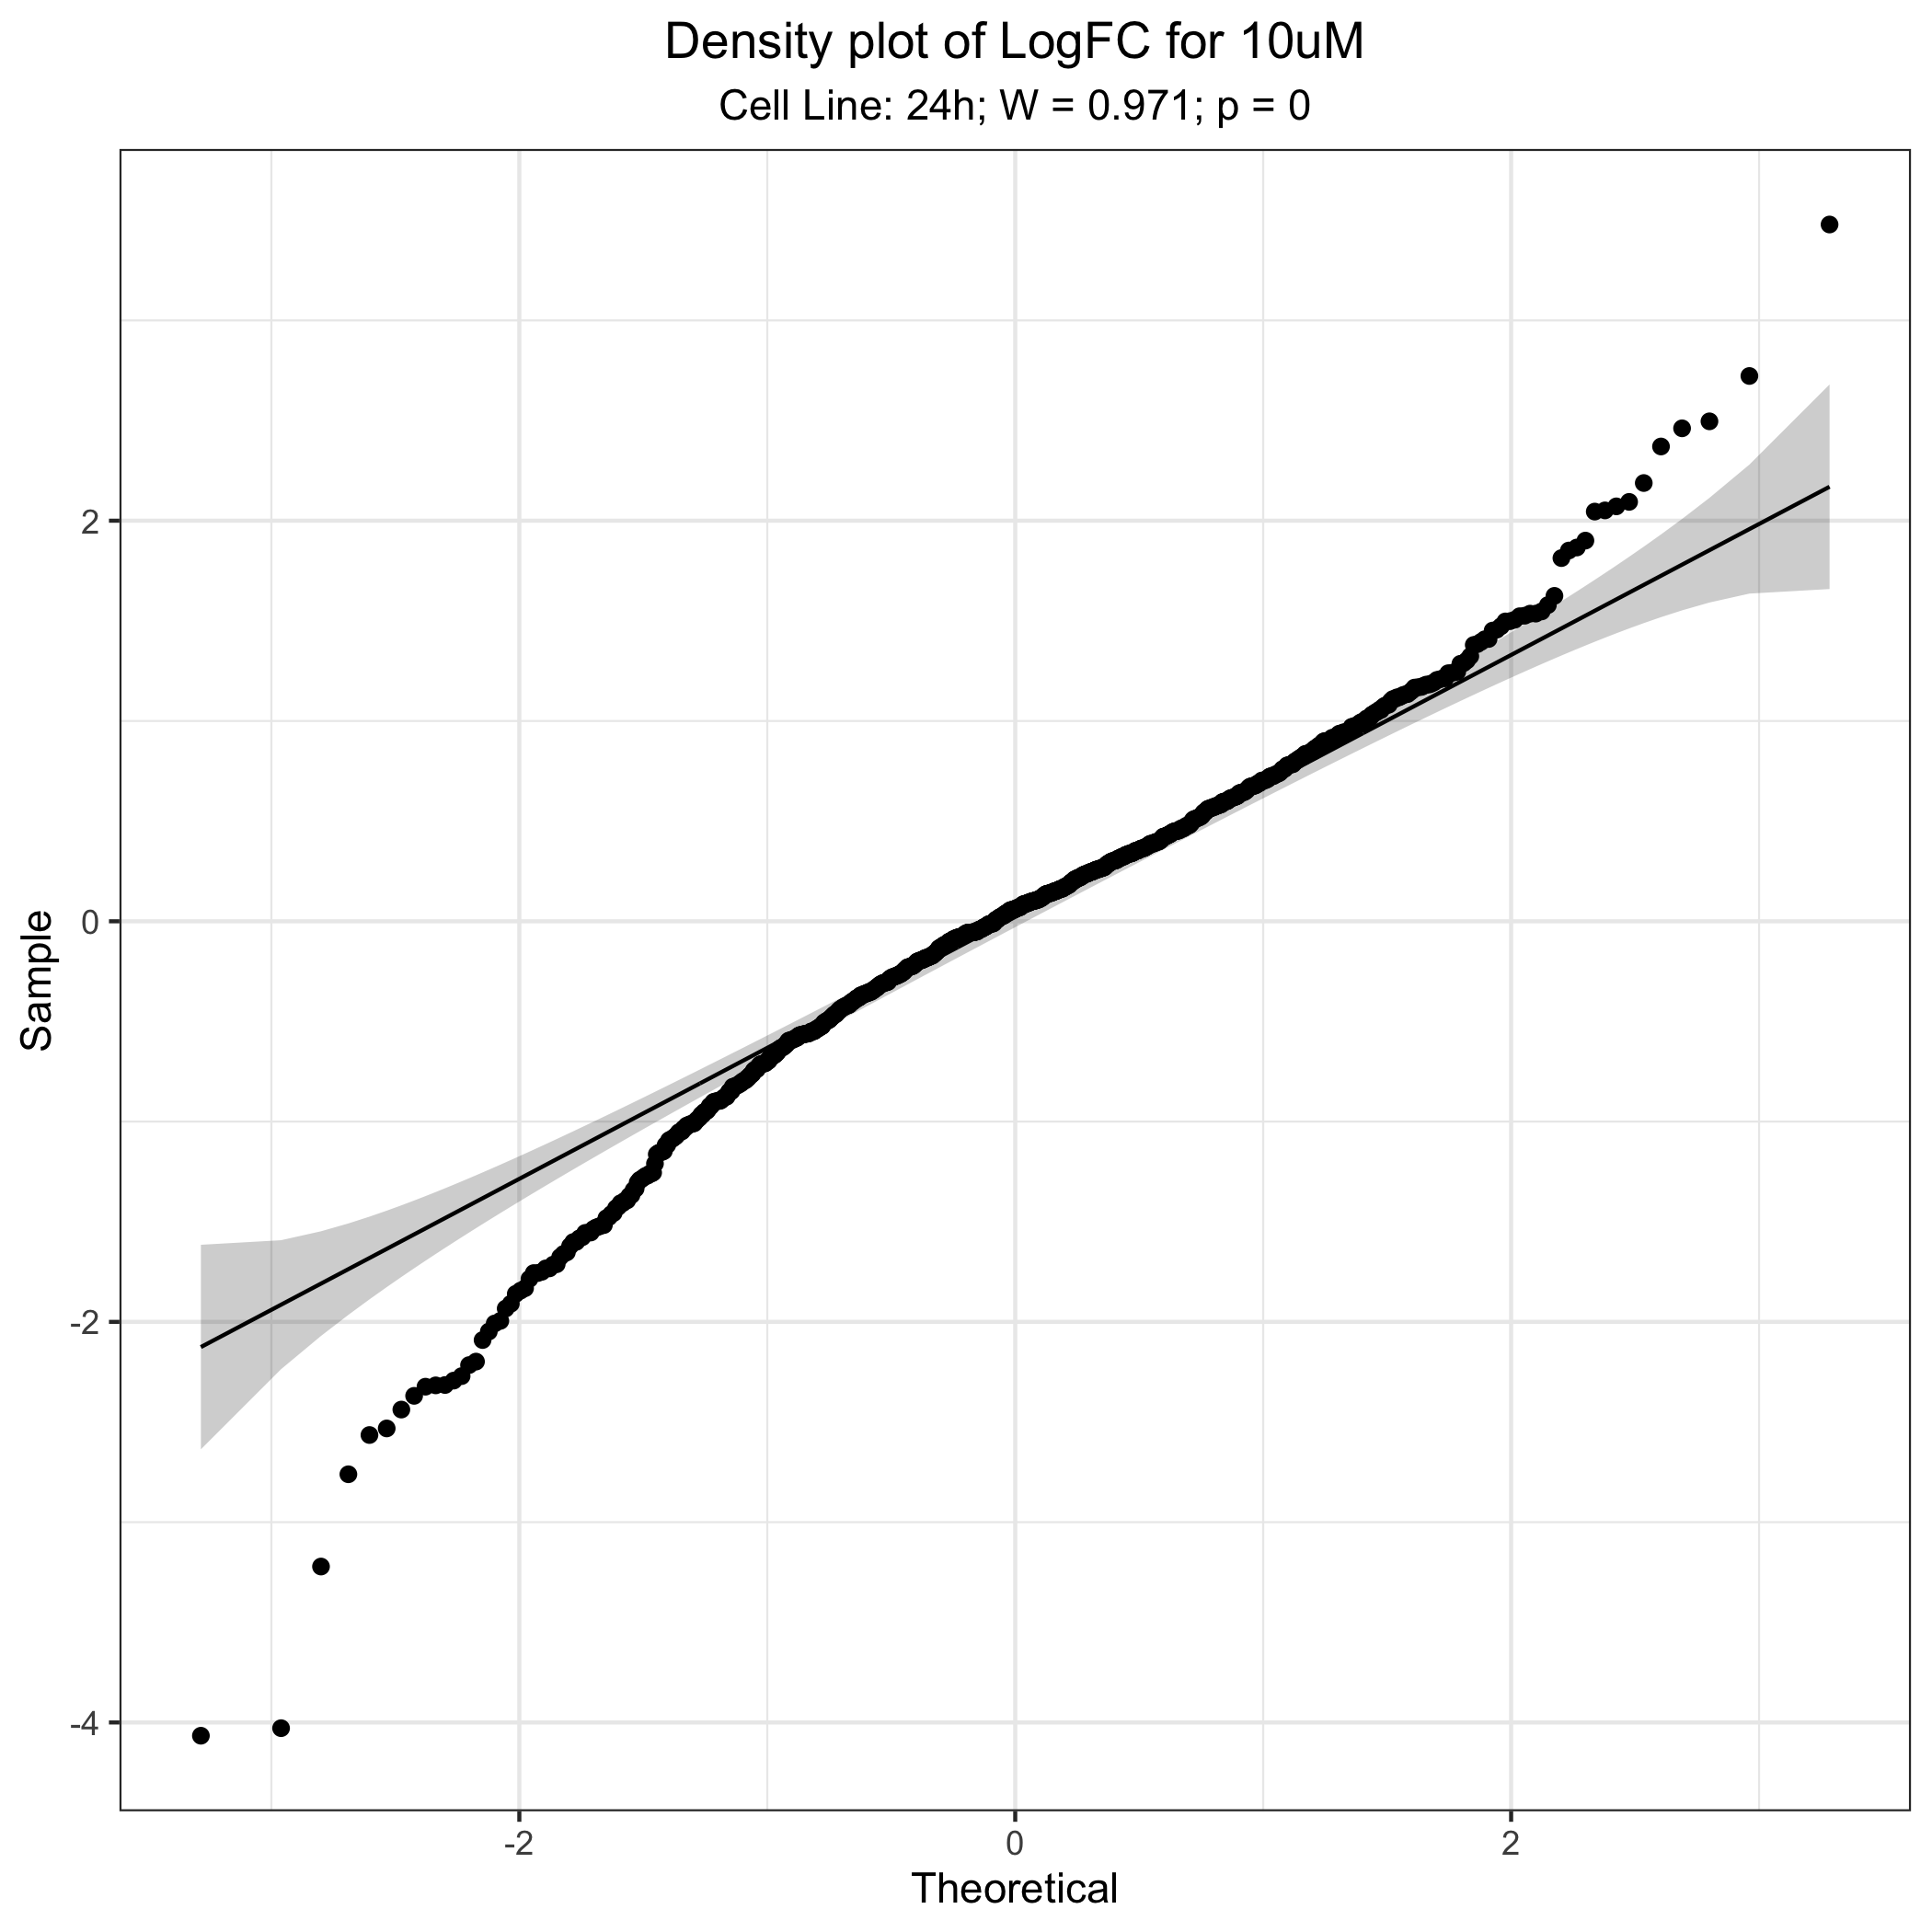 Density plot of LogFC for 10uM
Cell Line: 24h; W = 0.971; p = 0
2
0
-2
-4
Sample
-2
0
2
Theoretical